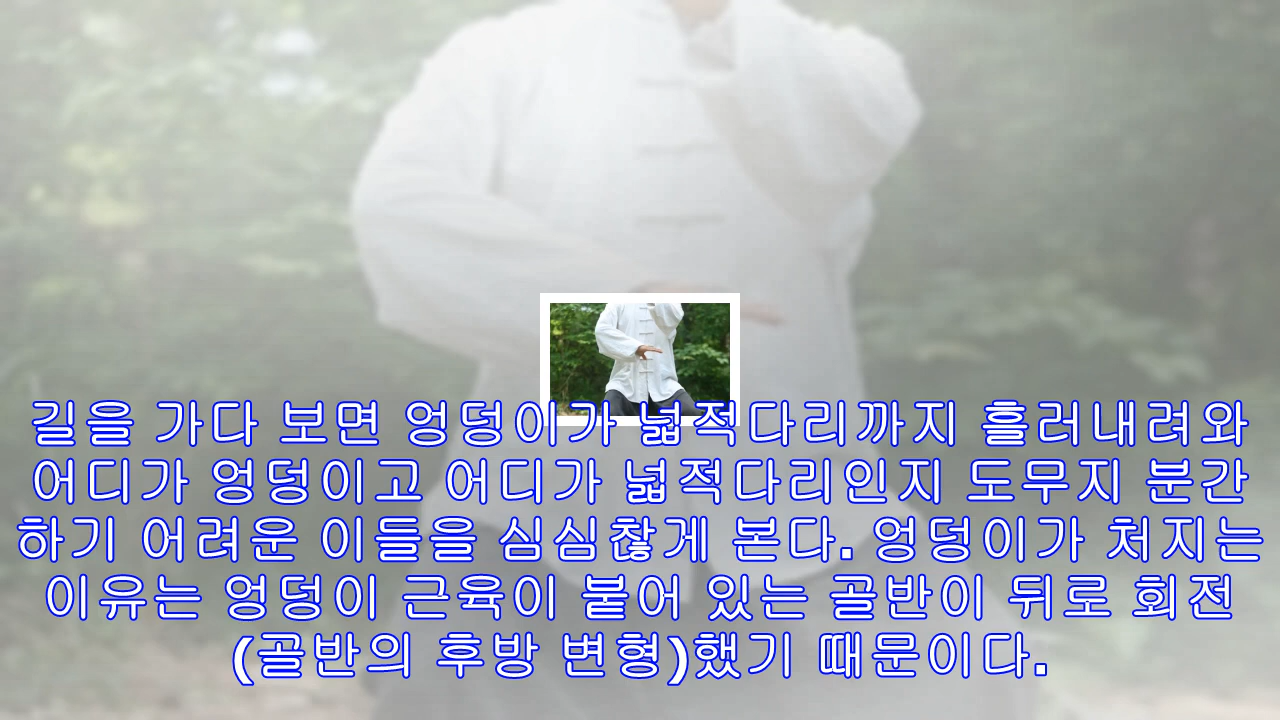 길을 가다 보면 엉덩이가 넓적다리까지 흘러내려와
어디가 엉덩이고 어디가 넓적다리인지 도무지 분간
하기 어려운 이들을 심심찮게 본다. 엉덩이가 처지는
이유는 엉덩이 근육이 붙어 있는 골반이 뒤로 회전
(골반의 후방 변형)했기 때문이다.